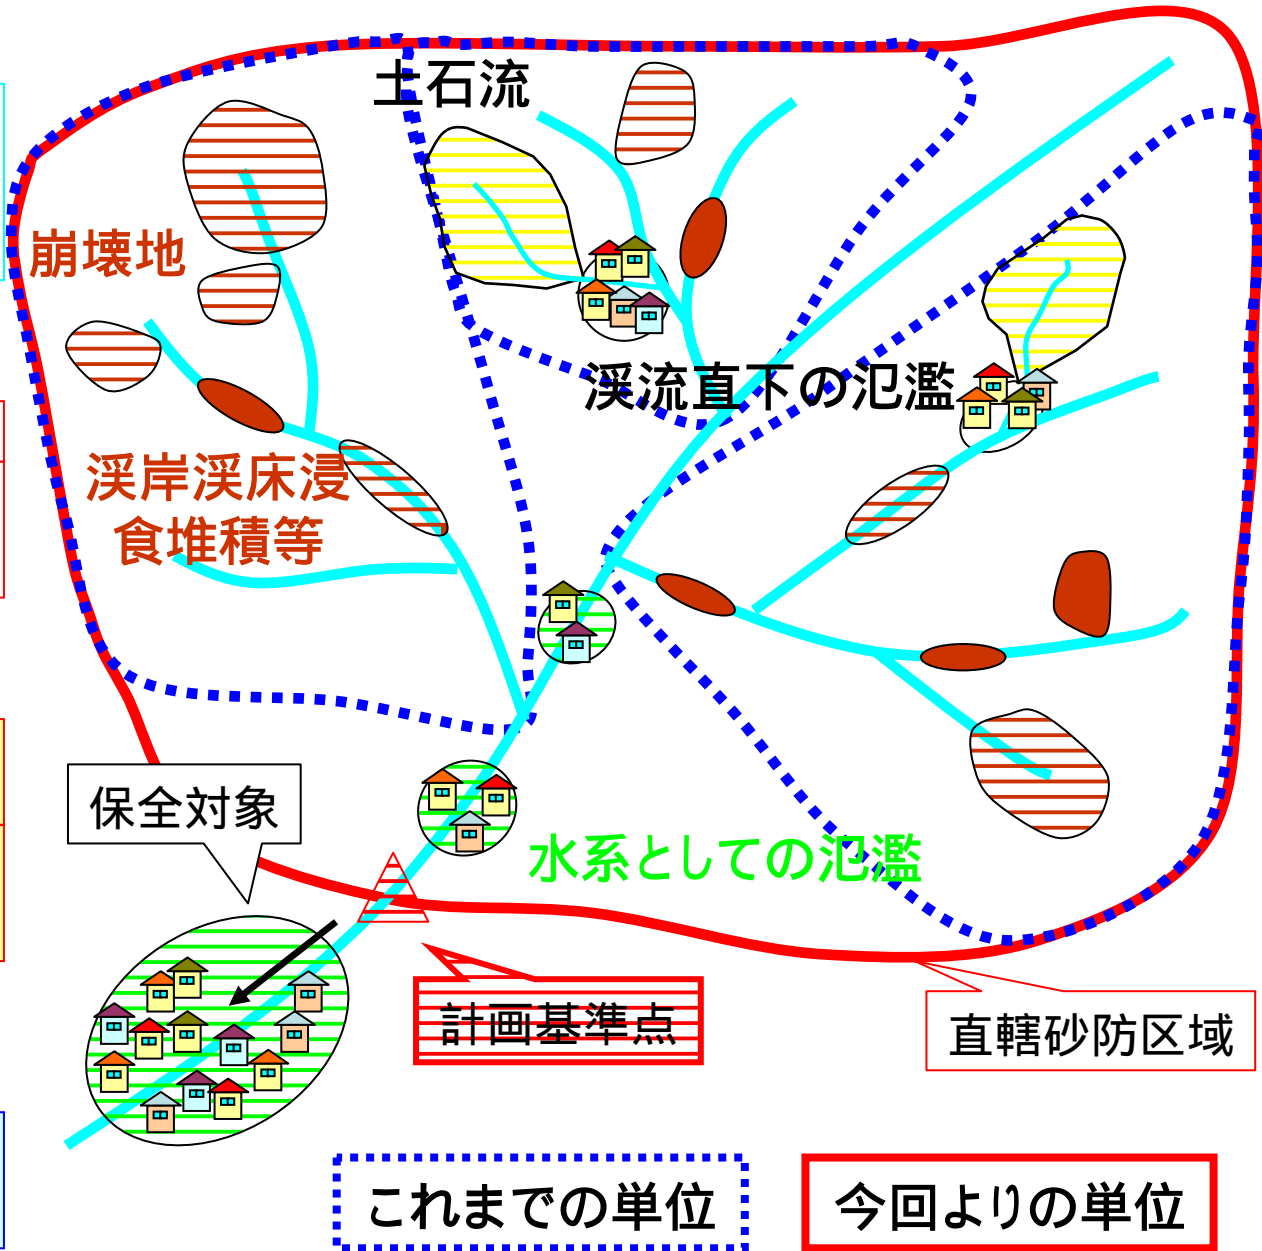 土石流
崩壊地
渓流直下の氾濫
渓岸渓床浸
食堆積等
保全対象
水系としての氾濫
計画基準点
直轄砂防区域
これまでの単位
今回よりの単位